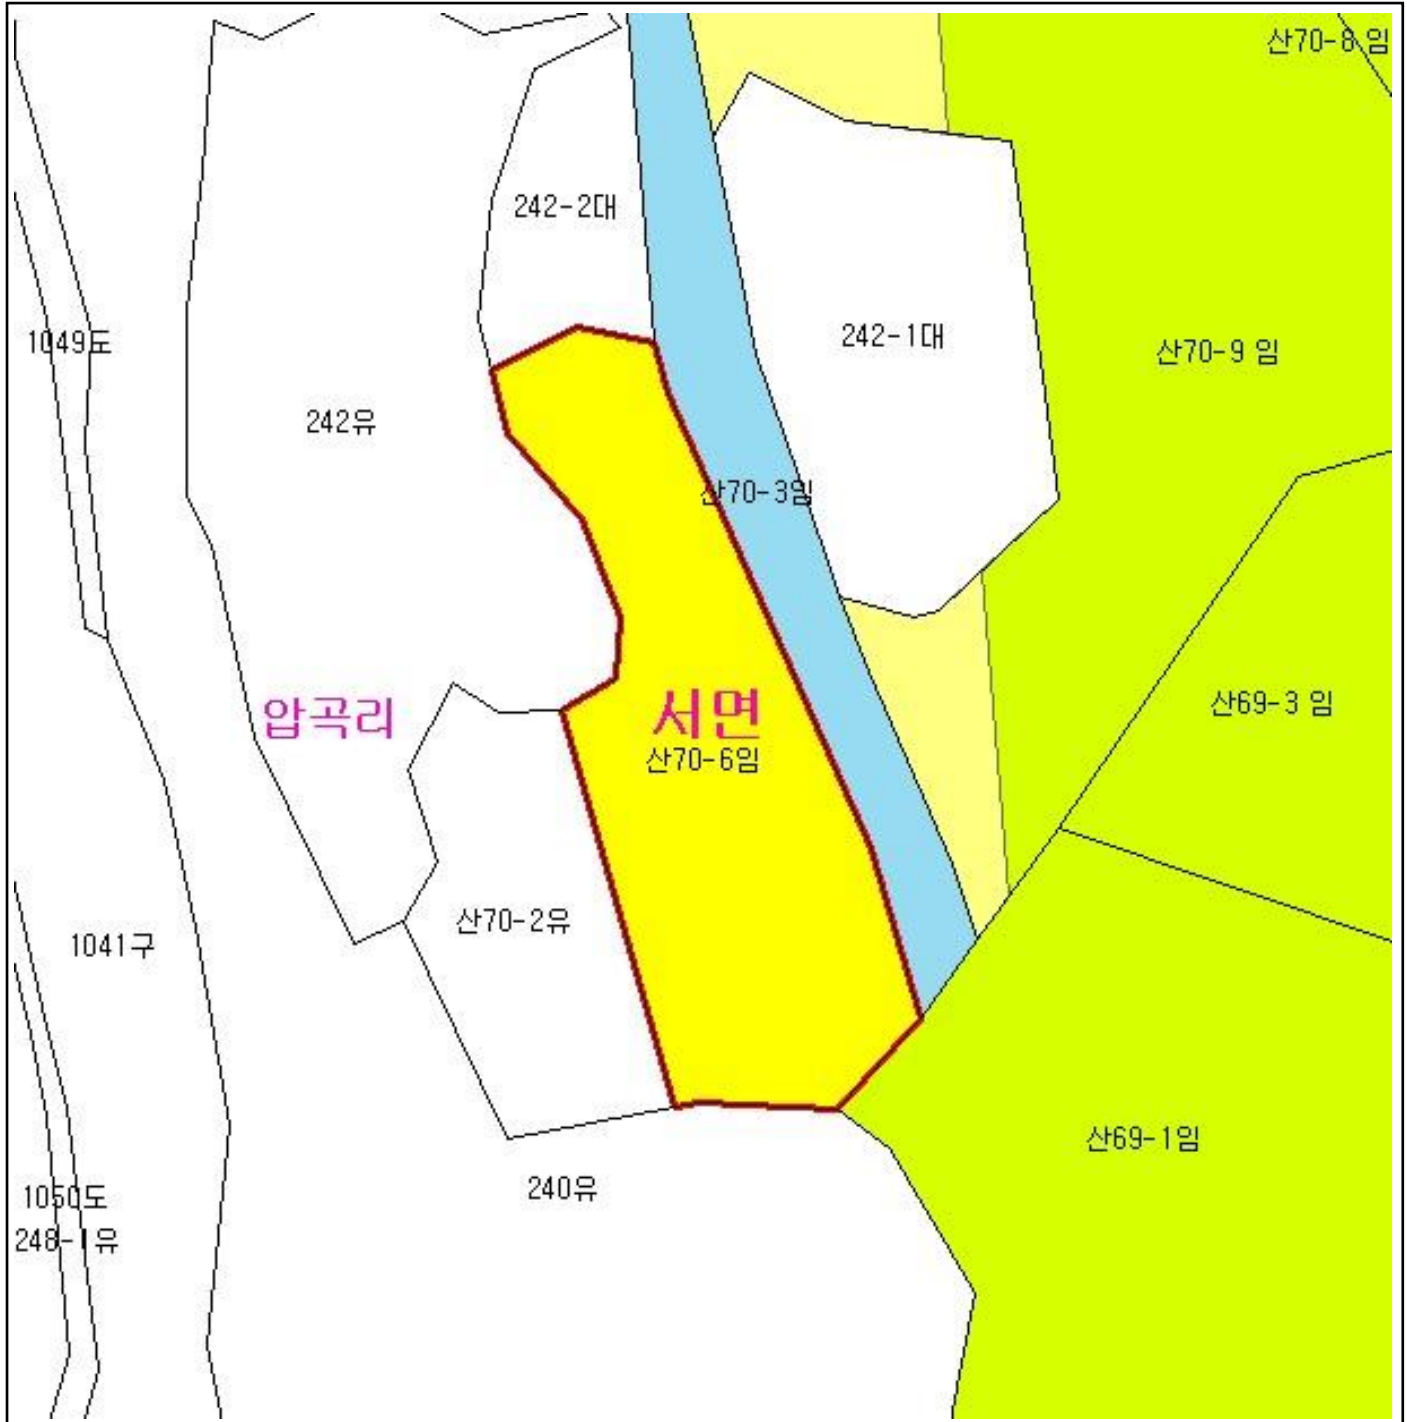 산70-8 임
242-2대
1049도
242-1대
산70-9 임
242유
산70-3임
압곡리
서면
산69-3 임
산70-6임
산70-2유
1041구
산69-1임
240유
1050도
248-1유